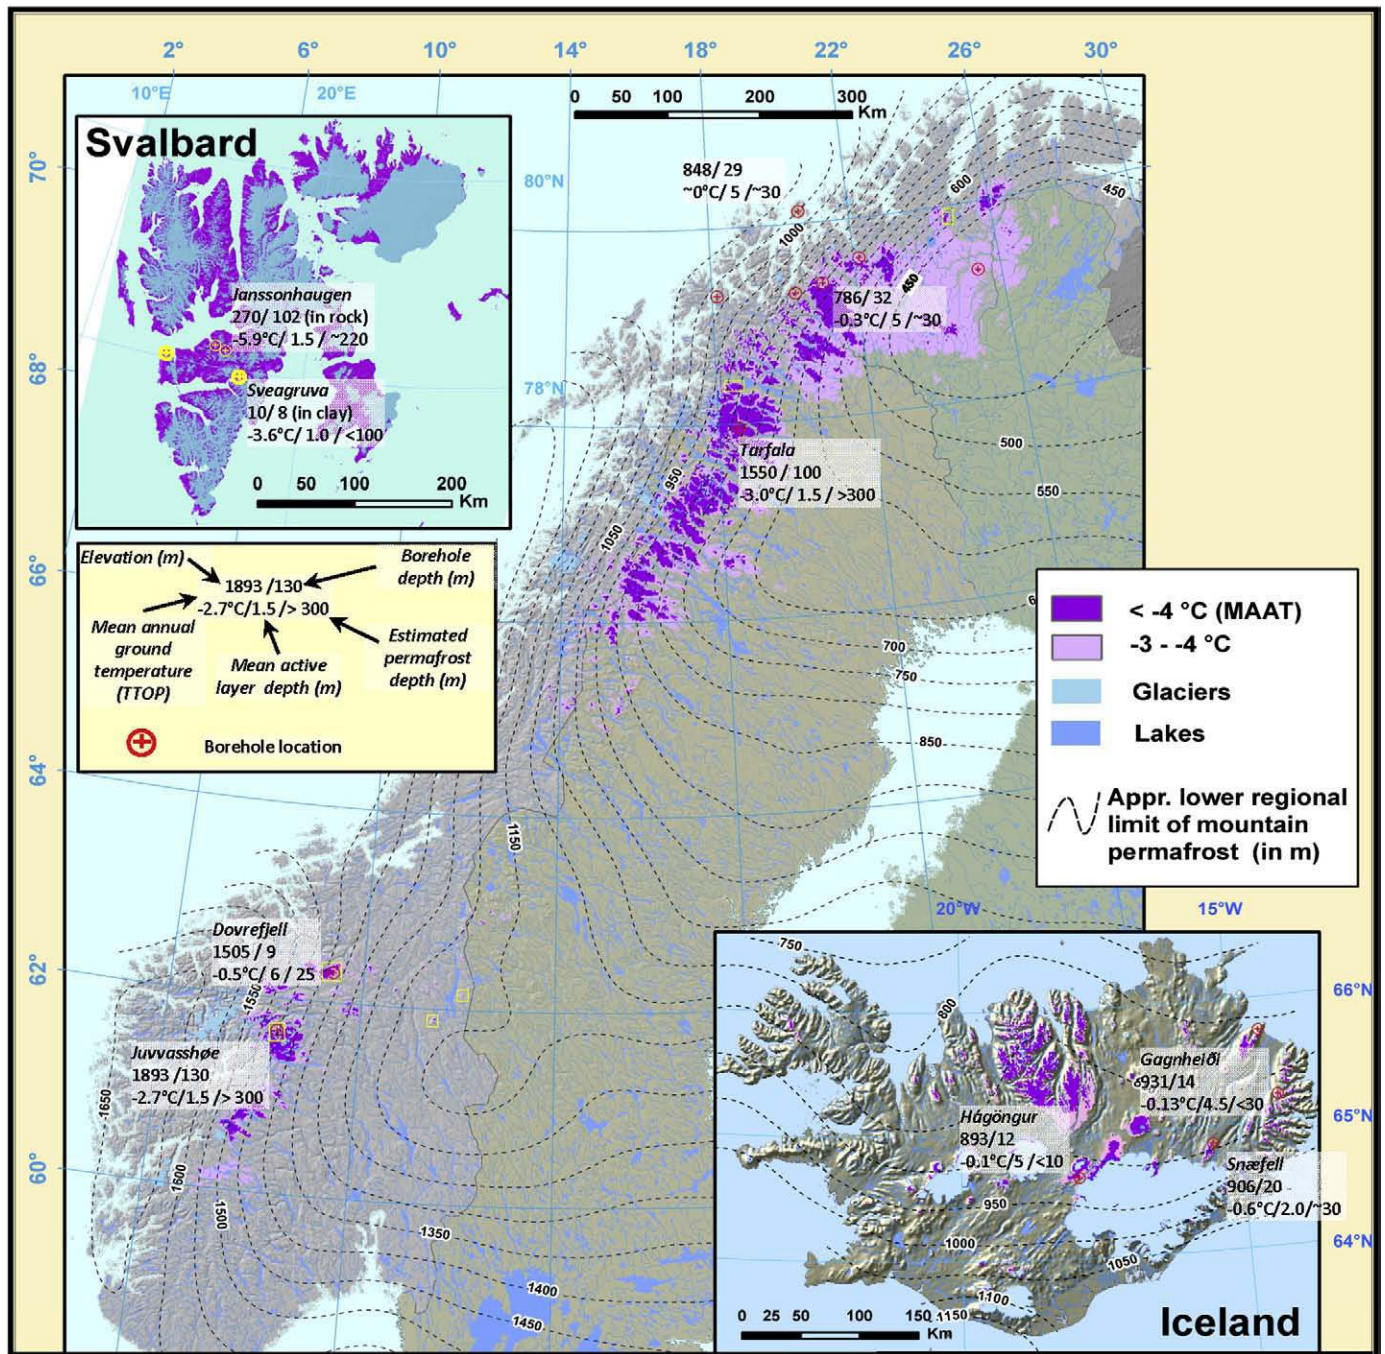 2° 6° 10° 14° 18° 22° 26° 30°
10°E 20°E
0 50 100 200 300
Km
Svalbard
70°
80°N
848/ 29
~0°C/ 5 /~30
600
450
1000
450
Janssonhaugen
270/ 102 (in rock)
-5.9°C/ 1.5 / ~220
786/ 32
-0.3°C/ 5 /~30
68°
78°N
Sveagruva
10/ 8 (in clay)
-3.6°C/ 1.0 / <100
500
Tarfala
1550 / 100
-3.0°C/ 1.5 / >300
950
550
0 50 100 200
Km
1050
66°
Elevation (m)
Borehole
depth (m)
1893 /130
-2.7°C/1.5 /> 300
Mean annual
ground
temperature
(TTOP)
Mean active
layer depth (m)
Estimated
permafrost
depth (m)
Borehole location
< -4 °C (MAAT)
-3 - -4 °C
Glaciers
Lakes
Appr. lower regional
limit of mountain
permafrost (in m)
700
750
850
64°
1150
20°W 15°W
Dovrefjell
1505 / 9
-0.5°C/ 6 / 25
62°
1550
Juvvasshøe
1893 /130
-2.7°C/1.5 /> 300
1650
60°
1600
1500
1350
1400
1450
750
800
66°N
Gagnheiði
931/14
-0.13°C/4.5/<30
65°N
Hágöngur
893/12
-0.1°C/5 /<10
Snæfell
906/20
-0.6°C/2.0/~30
950
1000
64°N
1050
1100
1150
0 25 50 100 150
Km
Iceland